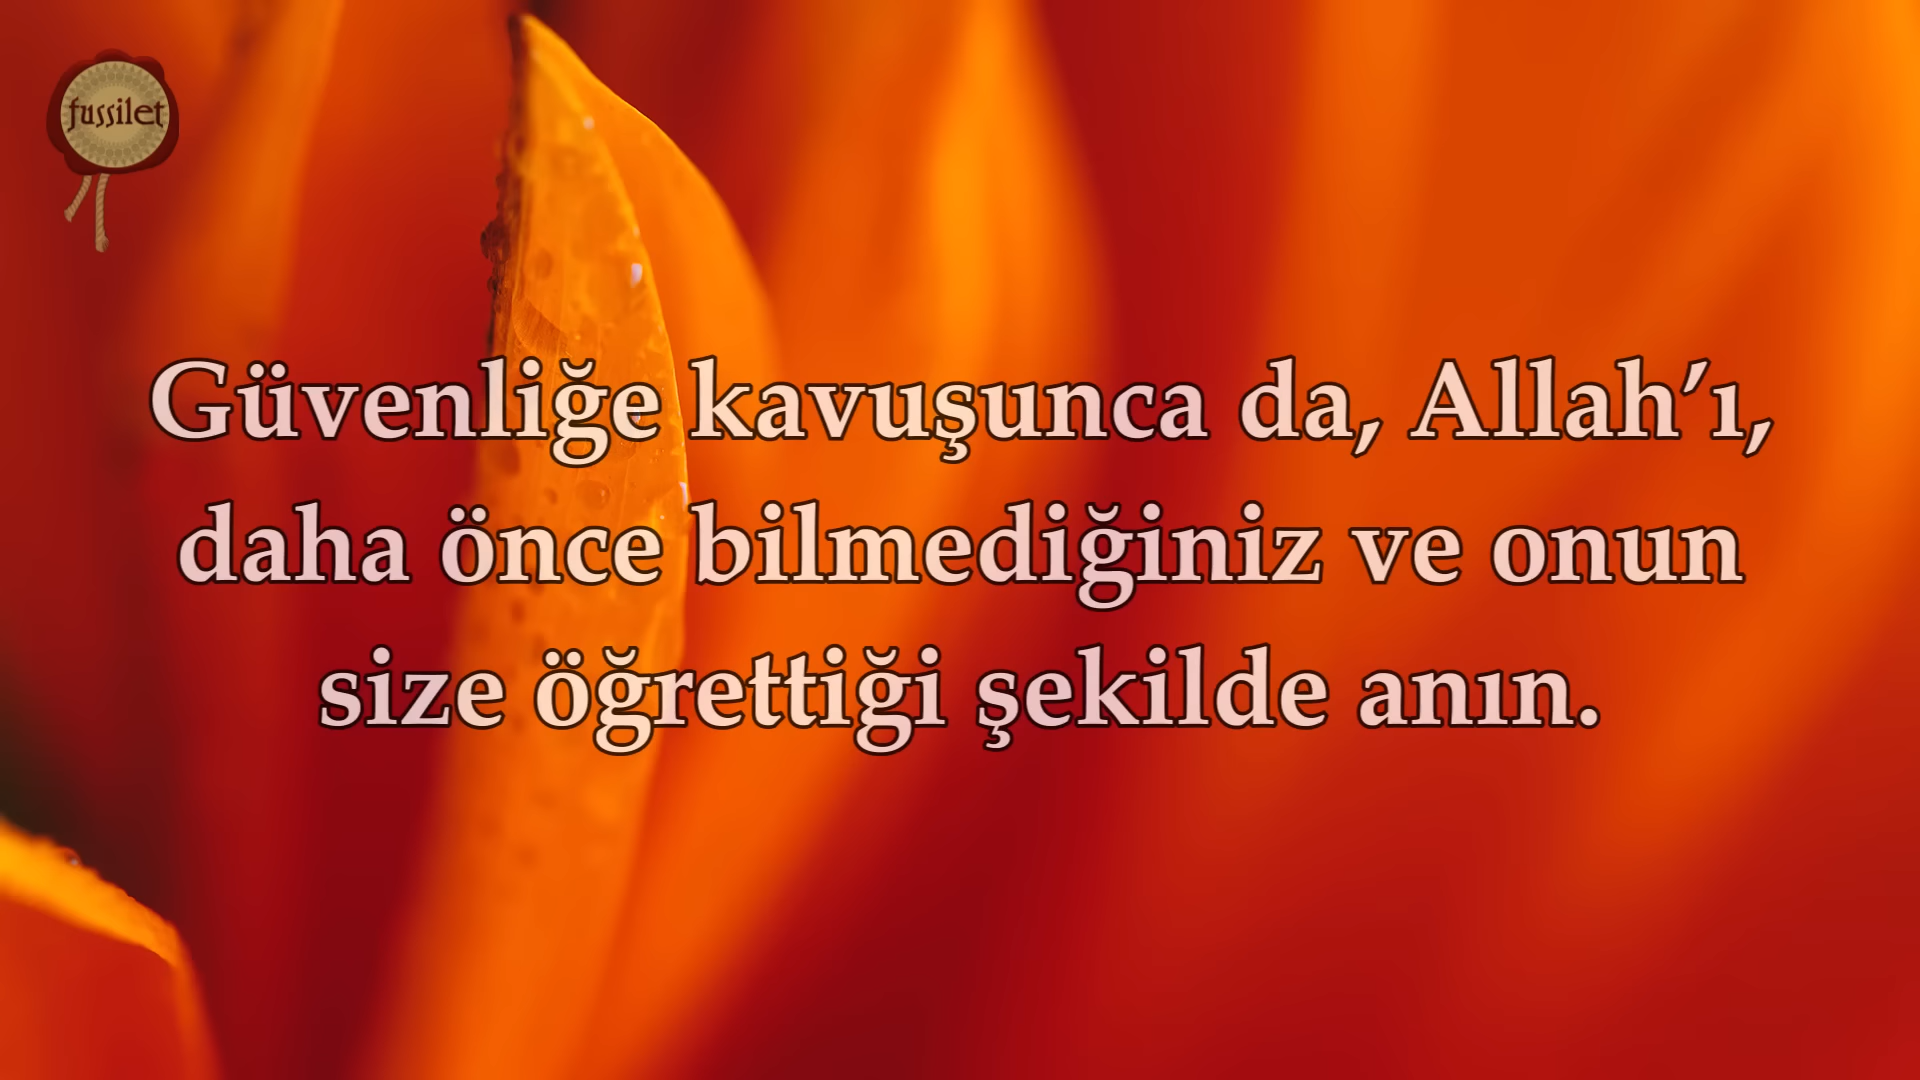 fussilet
Güvenliğe kavuşunca da, Allah’ı,
daha önce bilmediğiniz ve onun
size öğrettiği şekilde anın.